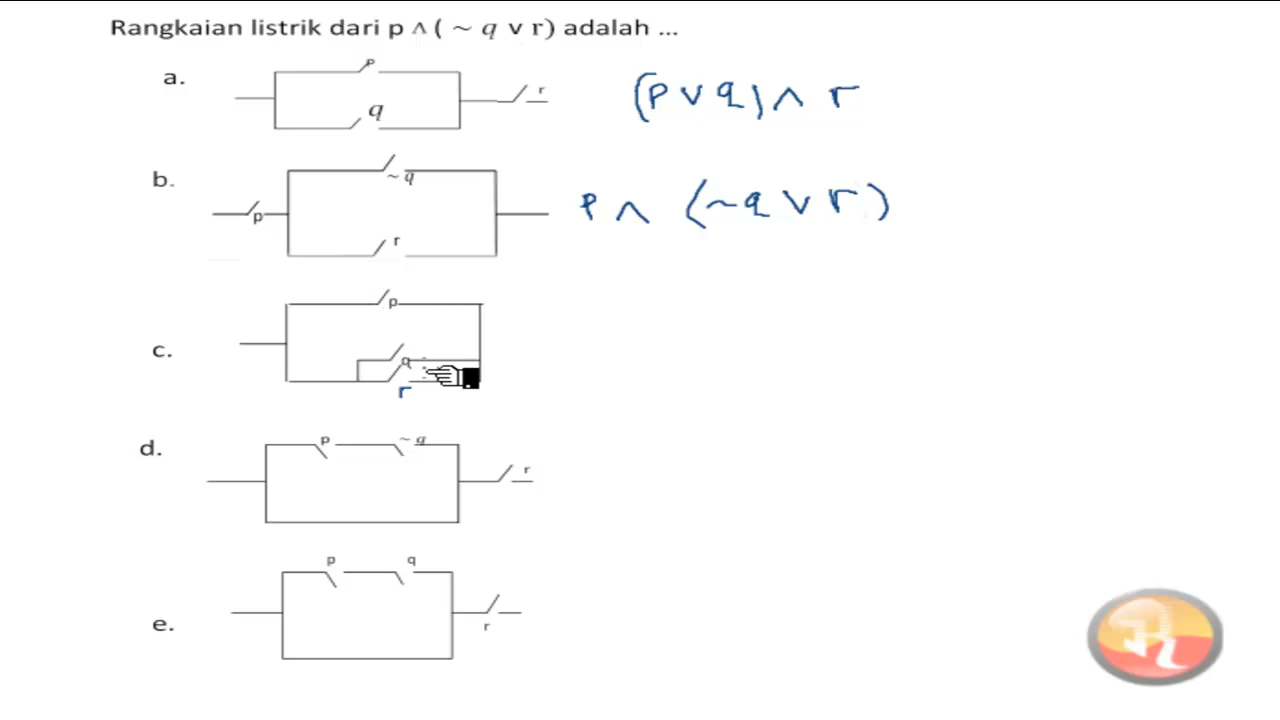 Rangkaian listrik dari p ∧ ( ~ q ∨ r) adalah ...
a.
p
q
r
(p ∨ q) ∧ r
b.
~ q
p
r
p ∧ (~q ∨ r)
c.
p
q
r
d.
p
~ q
r
e.
p
q
r